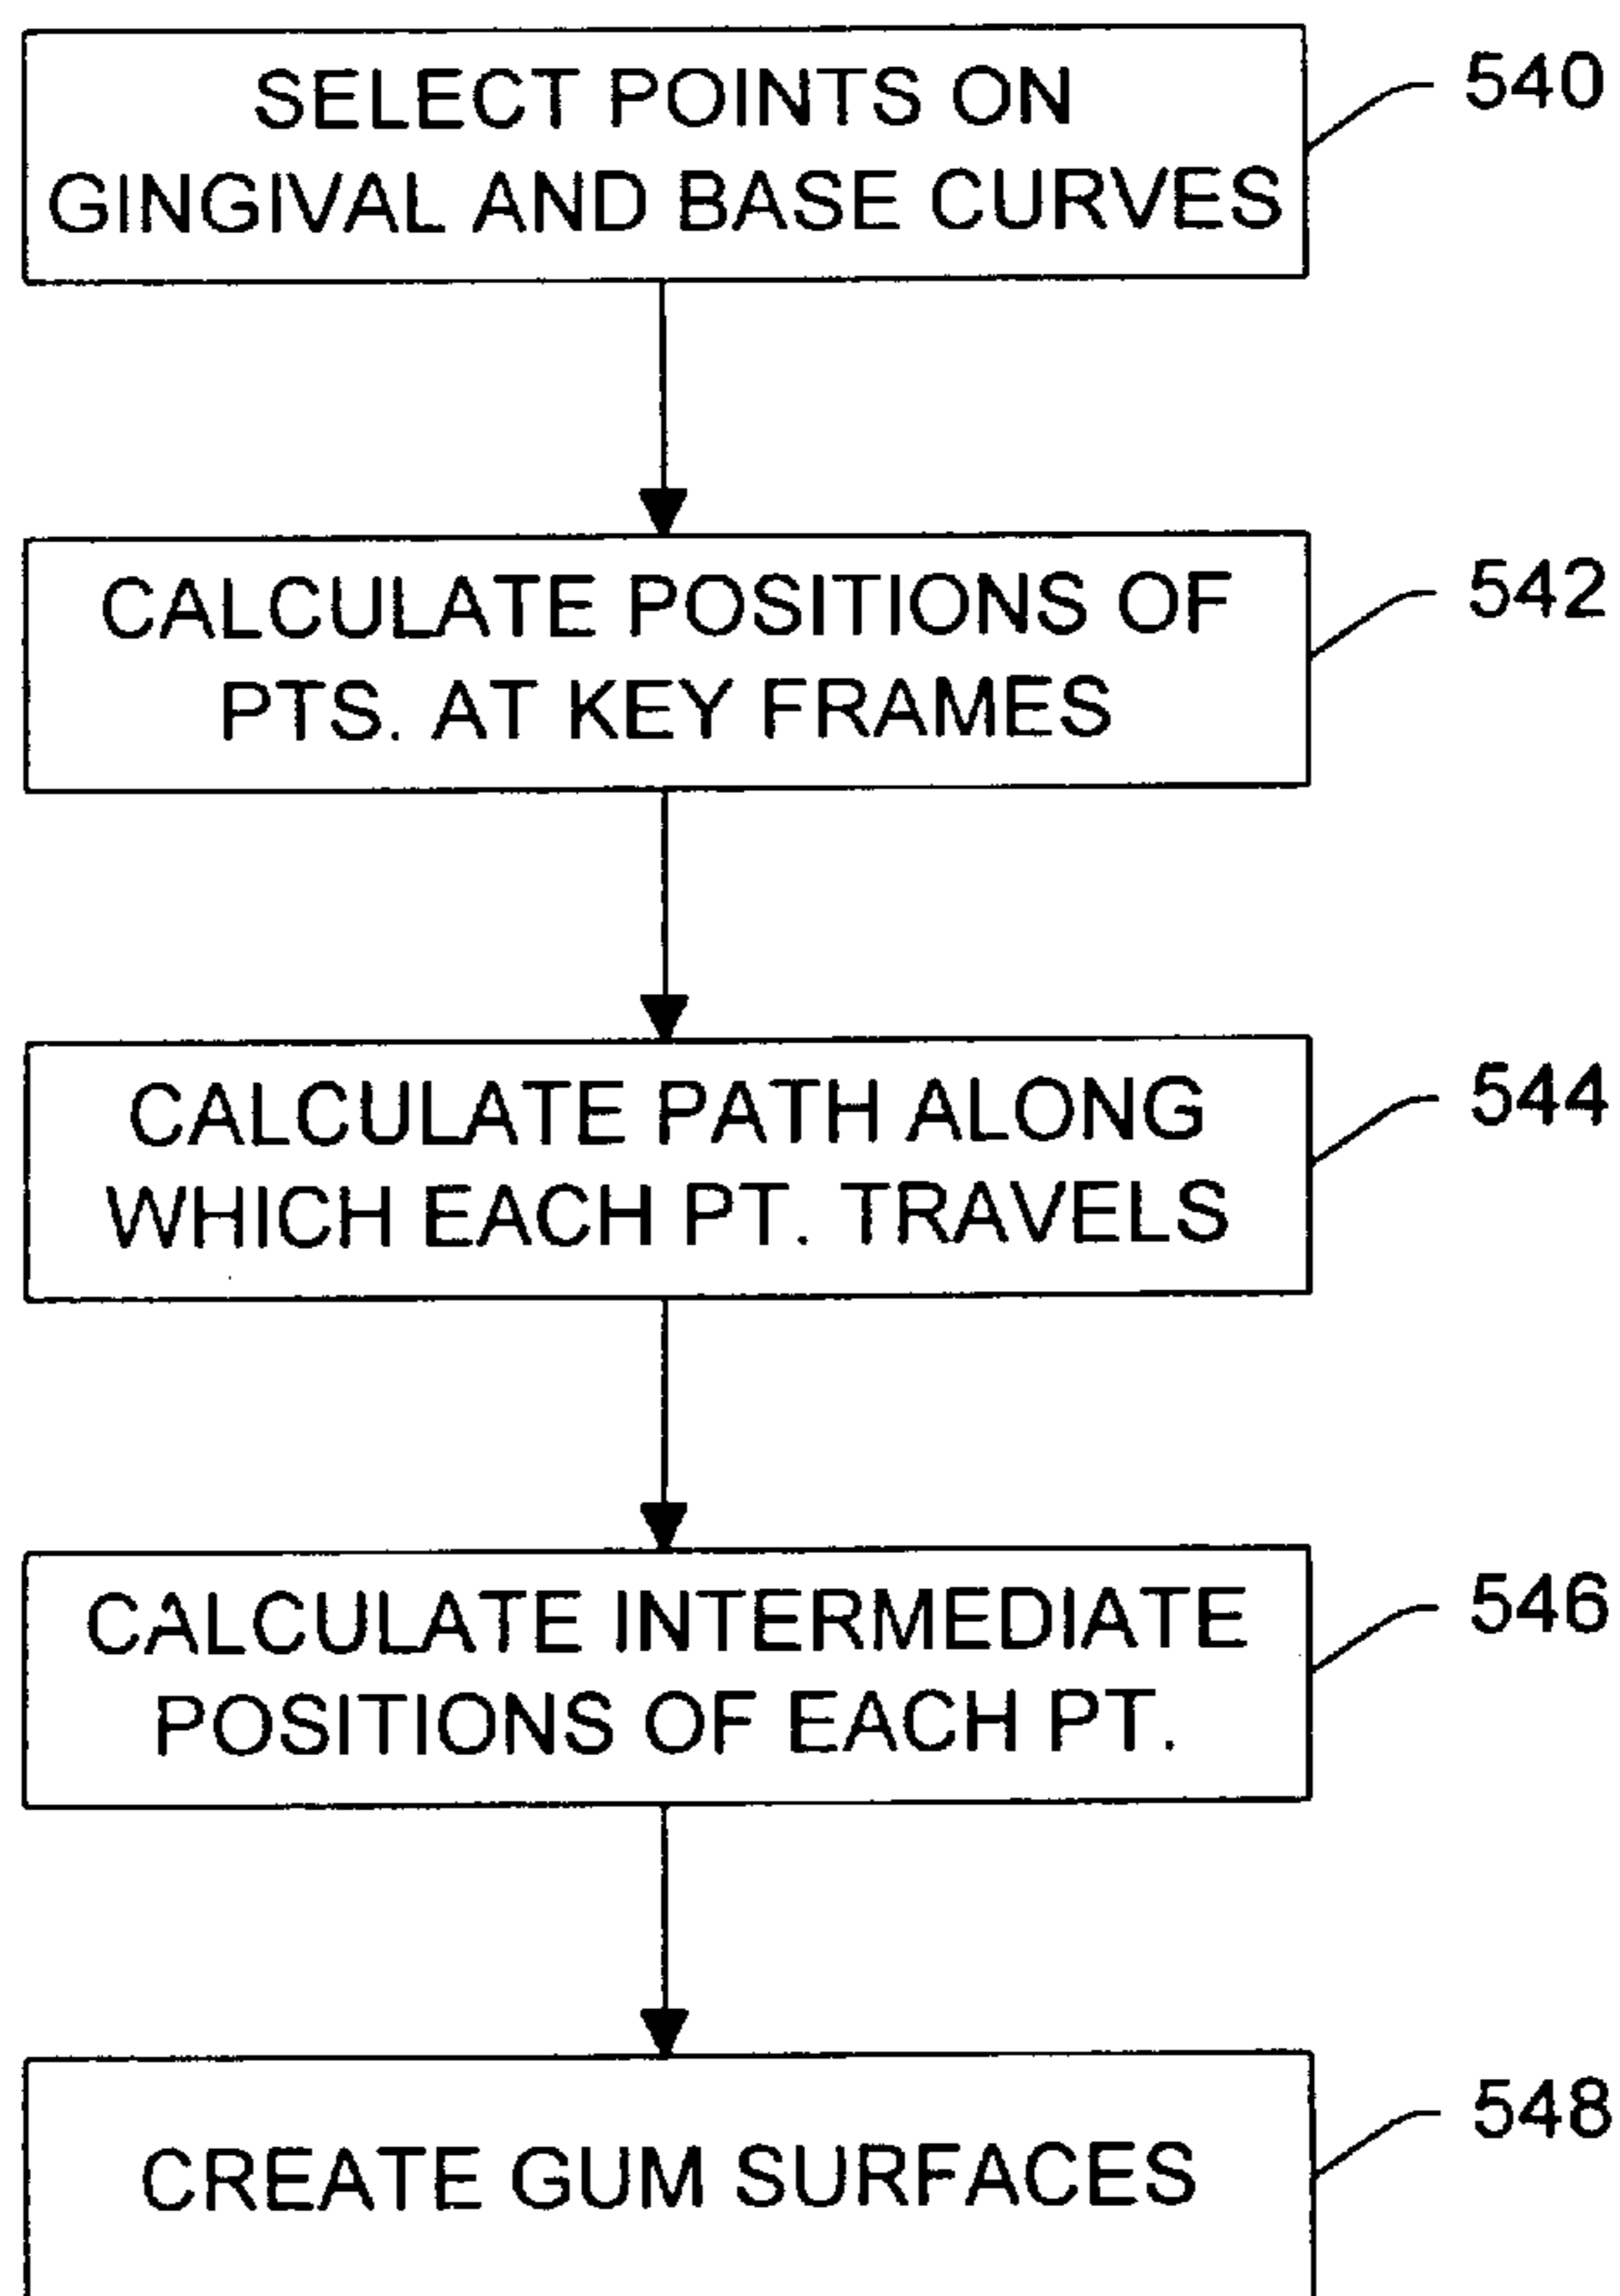 SELECT POINTS ON
GINGIVAL AND BASE CURVES
540
CALCULATE POSITIONS OF
PTS. AT KEY FRAMES
542
CALCULATE PATH ALONG
WHICH EACH PT. TRAVELS
544
CALCULATE INTERMEDIATE
POSITIONS OF EACH PT.
546
CREATE GUM SURFACES
548